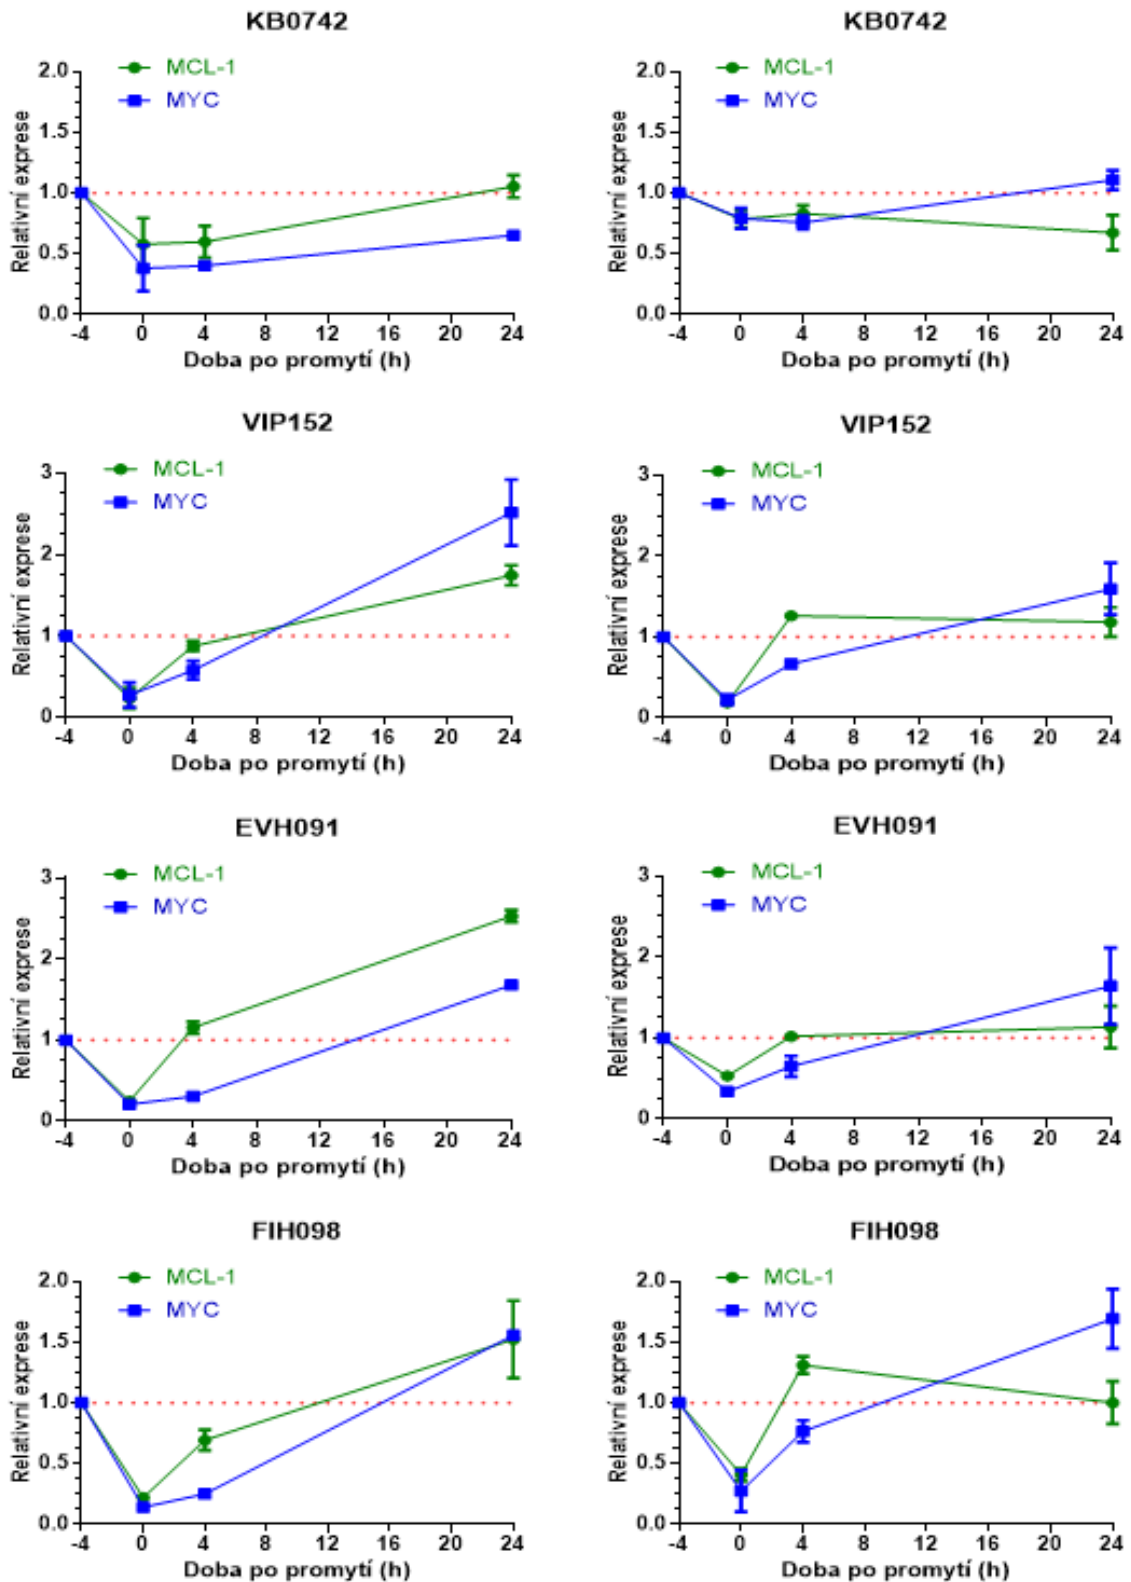 KB0742
MCL-1
MYC
Relativní exprese
2.0
1.5
1.0
0.5
0.0
-4 0 4 8 12 16 20 24
Doba po promytí (h)
KB0742
MCL-1
MYC
Relativní exprese
2.0
1.5
1.0
0.5
0.0
-4 0 4 8 12 16 20 24
Doba po promytí (h)
VIP152
MCL-1
MYC
Relativní exprese
3
2
1
0
-4 0 4 8 12 16 20 24
Doba po promytí (h)
VIP152
MCL-1
MYC
Relativní exprese
3
2
1
0
-4 0 4 8 12 16 20 24
Doba po promytí (h)
EVH091
MCL-1
MYC
Relativní exprese
3
2
1
0
-4 0 4 8 12 16 20 24
Doba po promytí (h)
EVH091
MCL-1
MYC
Relativní exprese
3
2
1
0
-4 0 4 8 12 16 20 24
Doba po promytí (h)
FIH098
MCL-1
MYC
Relativní exprese
2.0
1.5
1.0
0.5
0.0
-4 0 4 8 12 16 20 24
Doba po promytí (h)
FIH098
MCL-1
MYC
Relativní exprese
2.0
1.5
1.0
0.5
0.0
-4 0 4 8 12 16 20 24
Doba po promytí (h)